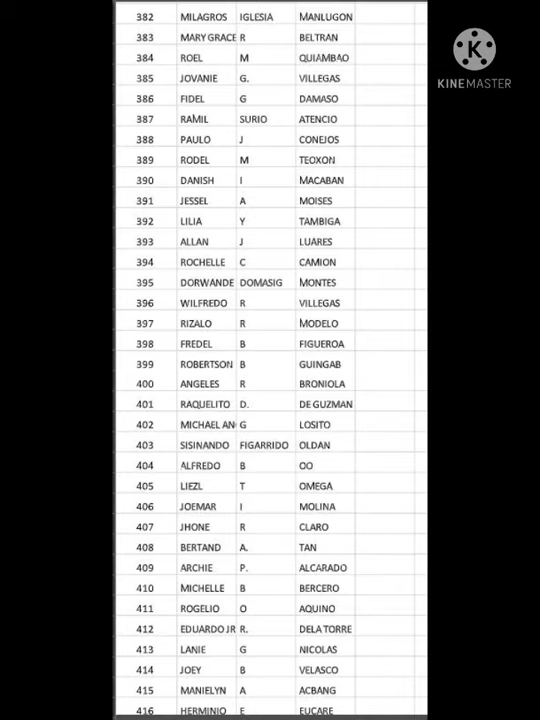 382 MILAGROS IGLESIA MANLUGON
383 MARY GRACE R BELTRAN
384 ROEL M QUIAMBAO
385 JOVANIE G. VILLEGAS
386 FIDEL G DAMASO
387 RAMIL SURIO ATENCIO
388 PAULO J CONEJOS
389 RODEL M TEOXON
390 DANISH I MACABAN
391 JESSEL A MOISES
392 LILIA Y TAMBIGA
393 ALLAN J LUARES
394 ROCHELLE C CAMION
395 DORWANDE DOMASIG MONTES
396 WILFREDO R VILLEGAS
397 RIZALO R MODELO
398 FREDEL B FIGUEROA
399 ROBERTSON B GUINGAB
400 ANGELES R BRONIOLA
401 RAQUELITO D. DE GUZMAN
402 MICHAEL AN G LOSITO
403 SISINANDO FIGARRIDO OLDAN
404 ALFREDO B OO
405 LIEZL T OMEGA
406 JOEMAR I MOLINA
407 JHONE R CLARO
408 BERTAND A. TAN
409 ARCHIE P. ALCARADO
410 MICHELLE B BERCERO
411 ROGELIO O AQUINO
412 EDUARDO JR R. DELA TORRE
413 LANIE G NICOLAS
414 JOEY B VELASCO
415 MANIELYN A ACBANG
416 HERMINIO E EUCARE
KINEMASTER